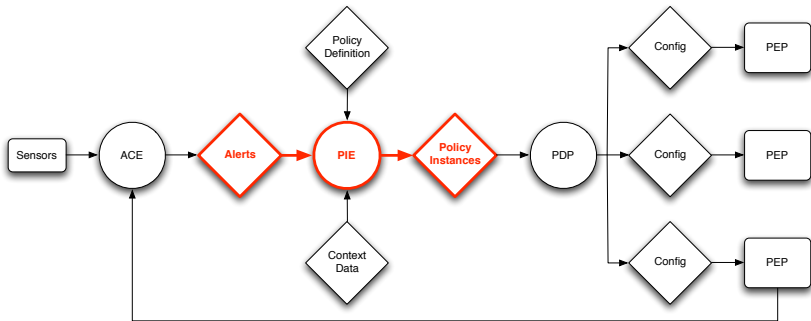 Policy
Definition
Config
PEP
Sensors
ACE
Alerts
PIE
Policy
Instances
PDP
Config
PEP
Context
Data
Config
PEP